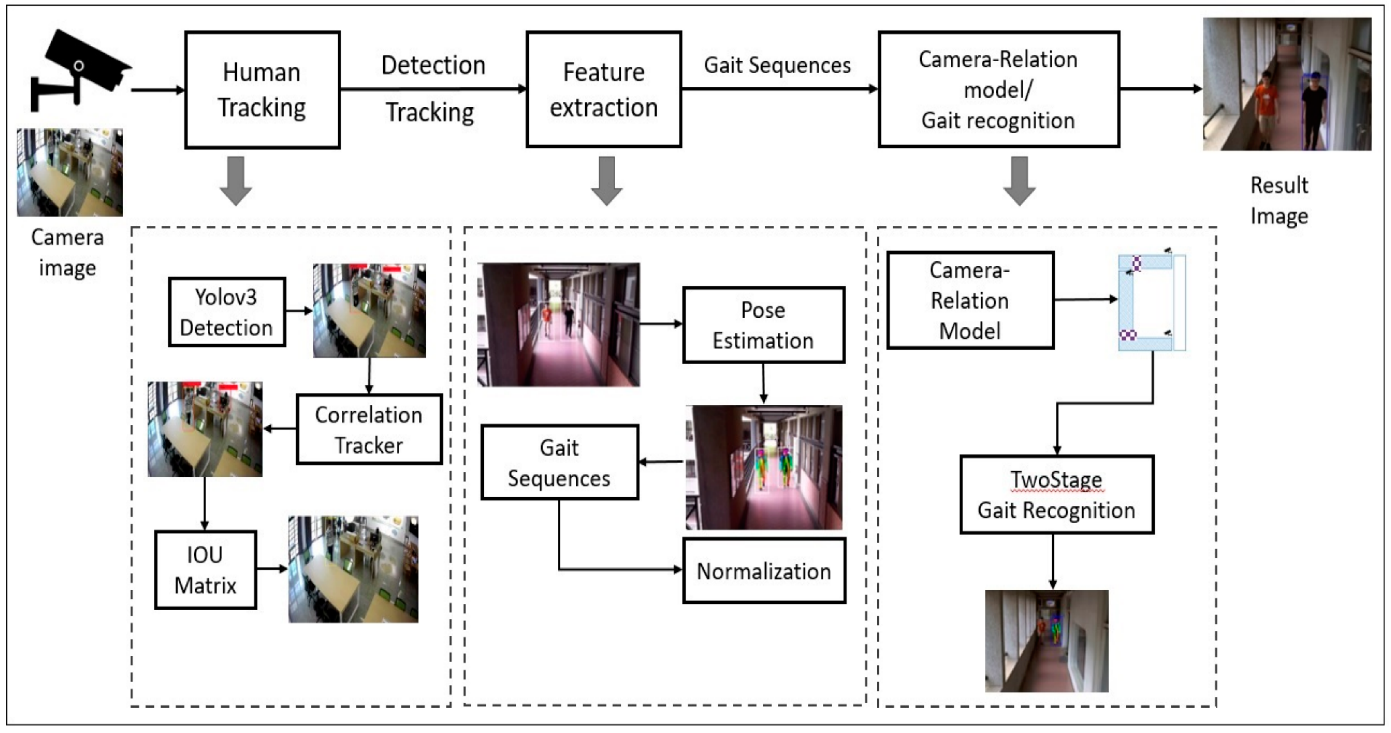 Human
Tracking
Detection
Tracking
Feature
extraction
Gait Sequences
Camera-Relation
model/
Gait recognition
Camera
image
Result
Image
Yolov3
Detection
Correlation
Tracker
IOU
Matrix
Pose
Estimation
Gait
Sequences
Normalization
Camera-
Relation
Model
TwoStage
Gait Recognition